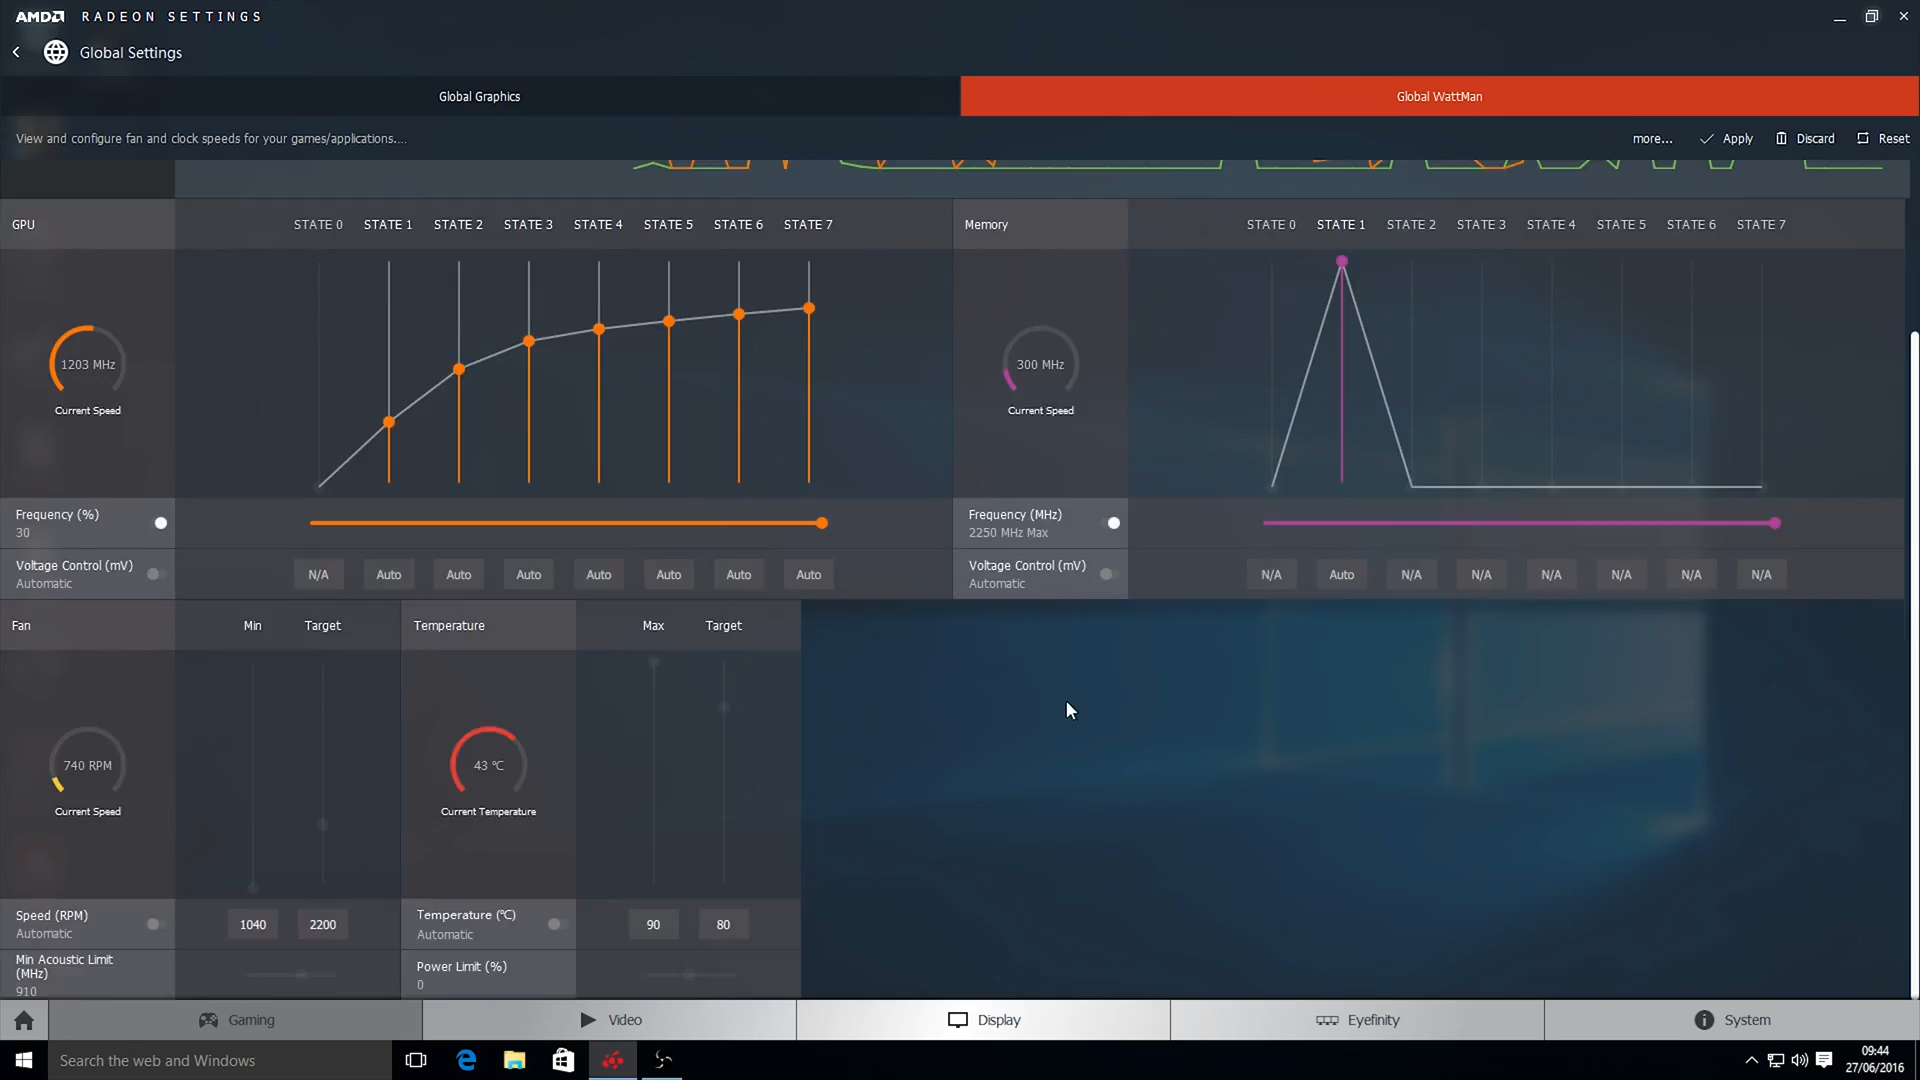 AMD RADEON SETTINGS
Global Settings
Global Graphics
Global WattMan
View and configure fan and clock speeds for your games/applications....
more...
Apply
Discard
Reset
GPU
STATE 0 STATE 1 STATE 2 STATE 3 STATE 4 STATE 5 STATE 6 STATE 7
1203 MHz
Current Speed
Frequency (%)
30
Voltage Control (mV)
Automatic
N/A Auto Auto Auto Auto Auto Auto Auto
Memory
STATE 0 STATE 1 STATE 2 STATE 3 STATE 4 STATE 5 STATE 6 STATE 7
300 MHz
Current Speed
Frequency (MHz)
2250 MHz Max
Voltage Control (mV)
Automatic
N/A Auto N/A N/A N/A N/A N/A N/A
Fan
Min Target
740 RPM
Current Speed
Speed (RPM)
Automatic
1040 2200
Min Acoustic Limit
(MHz)
910
Temperature
Max Target
43 °C
Current Temperature
Temperature (°C)
Automatic
90 80
Power Limit (%)
0
Gaming
Video
Display
Eyefinity
System
Search the web and Windows
09:44
27/06/2016